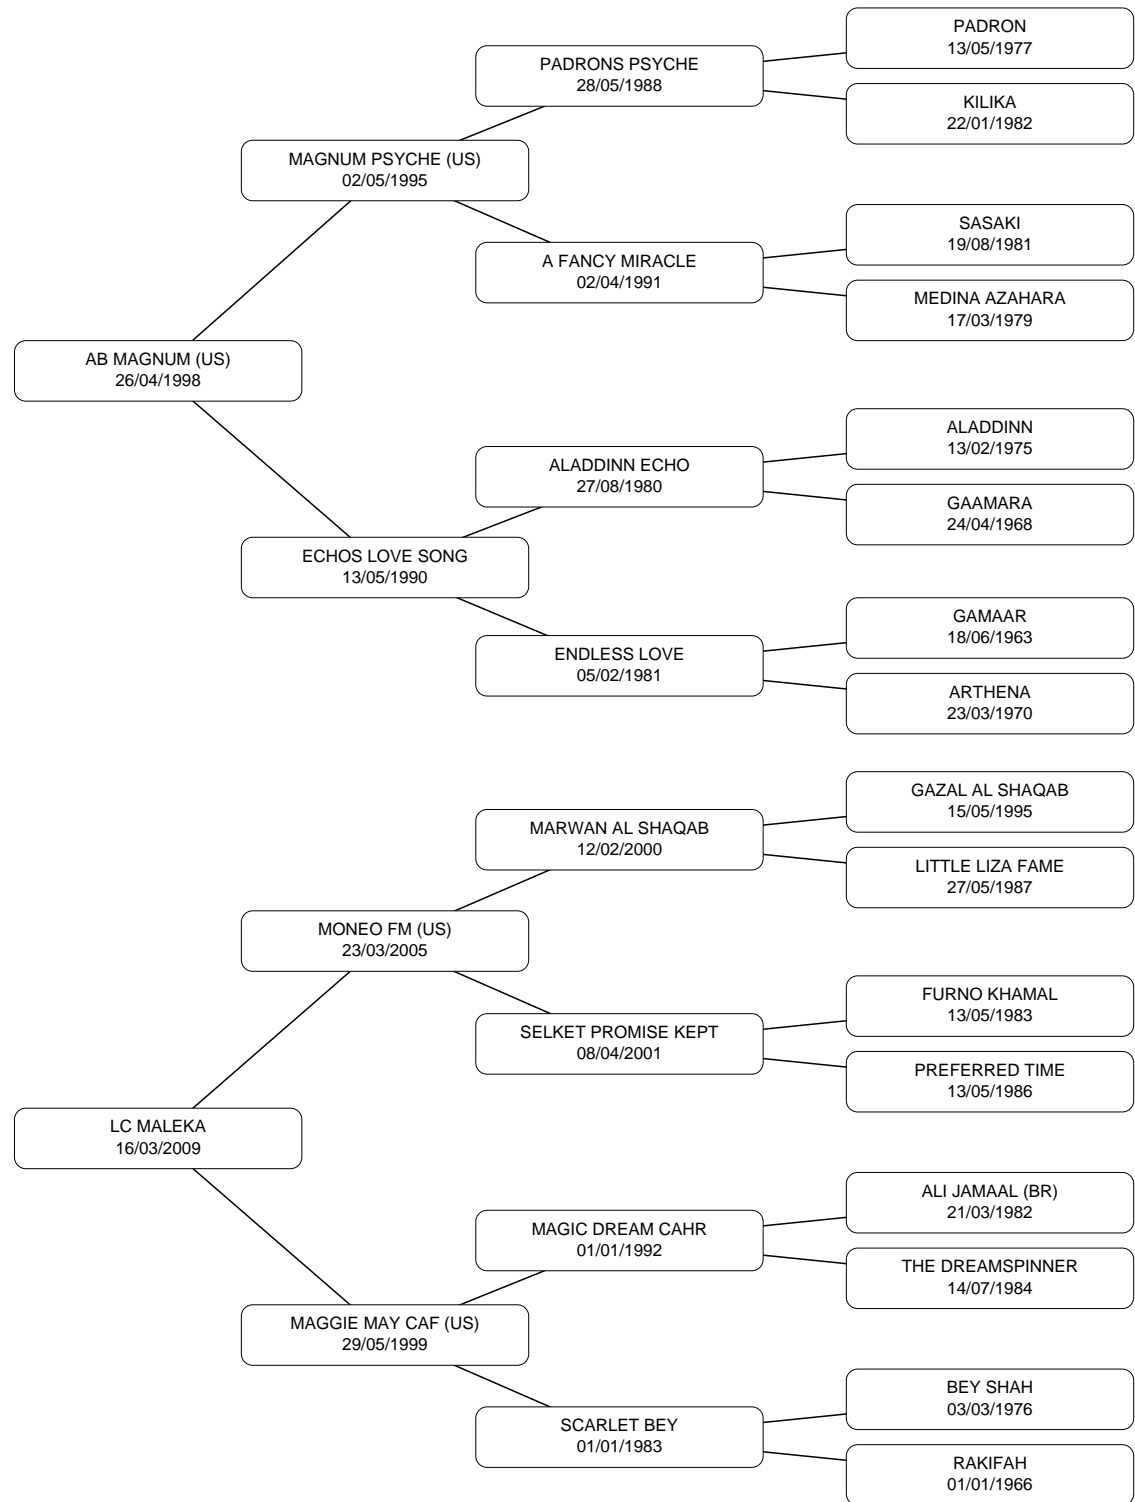 PADRON
13/05/1977
PADRONS PSYCHE
28/05/1988
KILIKA
22/01/1982
MAGNUM PSYCHE (US)
02/05/1995
SASAKI
19/08/1981
A FANCY MIRACLE
02/04/1991
MEDINA AZAHARA
17/03/1979
AB MAGNUM (US)
26/04/1998
ALADDINN
13/02/1975
ALADDINN ECHO
27/08/1980
GAAMARA
24/04/1968
ECHOS LOVE SONG
13/05/1990
GAMAAR
18/06/1963
ENDLESS LOVE
05/02/1981
ARTHENA
23/03/1970
GAZAL AL SHAQAB
15/05/1995
MARWAN AL SHAQAB
12/02/2000
LITTLE LIZA FAME
27/05/1987
MONEO FM (US)
23/03/2005
FURNO KHAMAL
13/05/1983
SELKET PROMISE KEPT
08/04/2001
PREFERRED TIME
13/05/1986
LC MALEKA
16/03/2009
ALI JAMAAL (BR)
21/03/1982
MAGIC DREAM CAHR
01/01/1992
THE DREAMSPINNER
14/07/1984
MAGGIE MAY CAF (US)
29/05/1999
BEY SHAH
03/03/1976
SCARLET BEY
01/01/1983
RAKIFAH
01/01/1966